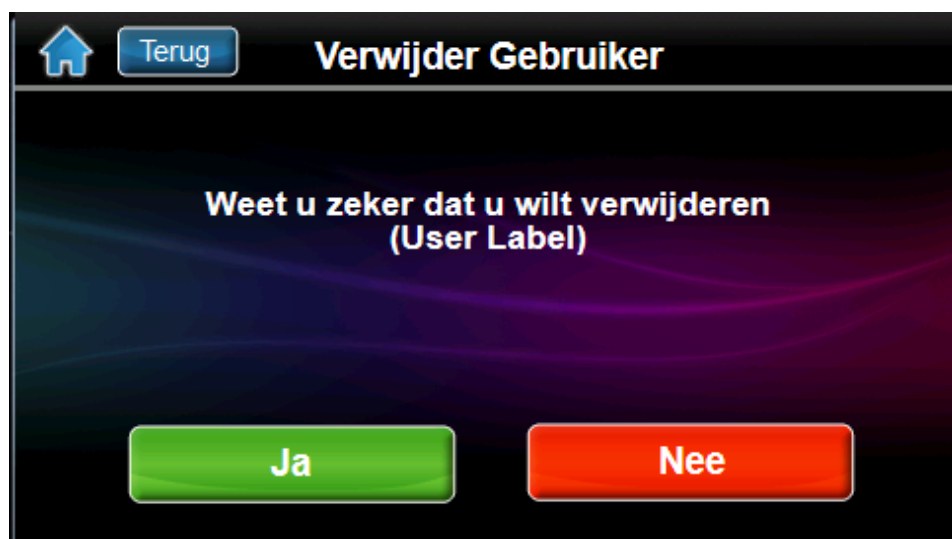 Terug
Verwijder Gebruiker
Weet u zeker dat u wilt verwijderen
(User Label)
Ja
Nee